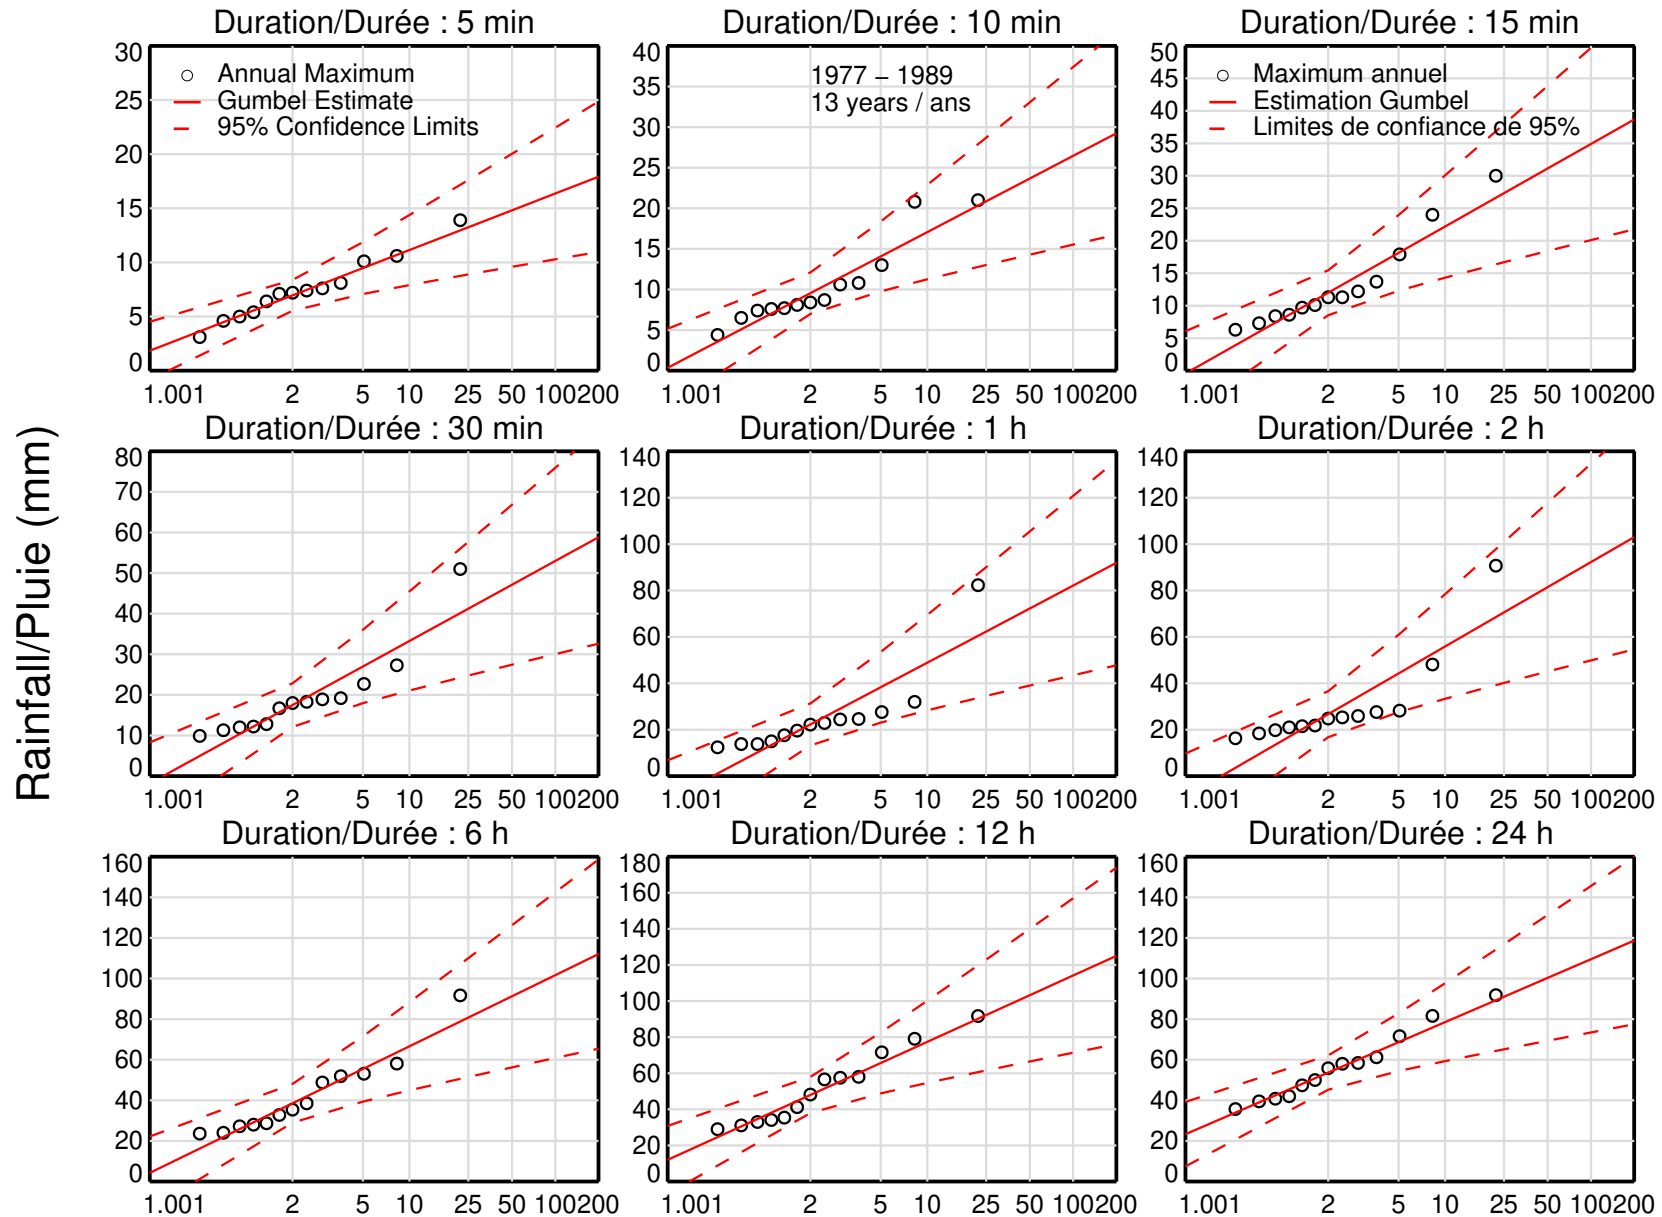 Duration/Durée : 5 min
30
25
20
15
10
5
0
Annual Maximum
Gumbel Estimate
95% Confidence Limits
1.001 2 5 10 25 50 100200
Duration/Durée : 10 min
40
35
30
25
20
15
10
5
0
1977 − 1989
13 years / ans
1.001 2 5 10 25 50 100200
Duration/Durée : 15 min
50
45
40
35
30
25
20
15
10
5
0
Maximum annuel
Estimation Gumbel
Limites de confiance de 95%
1.001 2 5 10 25 50 100200
Rainfall/Pluie (mm)
Duration/Durée : 30 min
80
70
60
50
40
30
20
10
0
1.001 2 5 10 25 50 100200
Duration/Durée : 1 h
140
120
100
80
60
40
20
0
1.001 2 5 10 25 50 100200
Duration/Durée : 2 h
140
120
100
80
60
40
20
0
1.001 2 5 10 25 50 100200
Duration/Durée : 6 h
160
140
120
100
80
60
40
20
0
1.001 2 5 10 25 50 100200
Duration/Durée : 12 h
180
160
140
120
100
80
60
40
20
0
1.001 2 5 10 25 50 100200
Duration/Durée : 24 h
160
140
120
100
80
60
40
20
0
1.001 2 5 10 25 50 100200